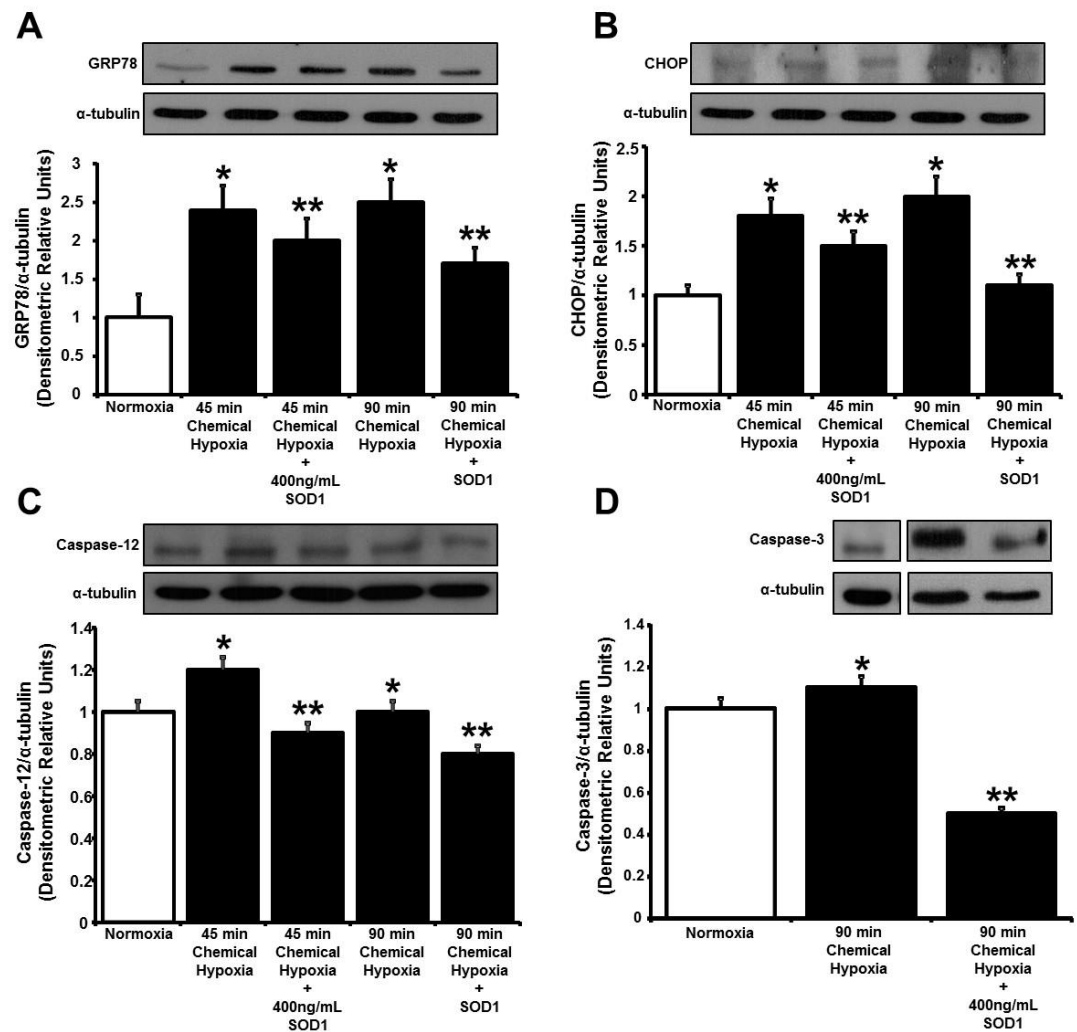 A
GRP78
α-tubulin
GRP78/α-tubulin
(Densitometric Relative Units)
3
2.5
2
1.5
1
0.5
0
*
**
*
**
Normoxia
45 min
Chemical
Hypoxia
45 min
Chemical
Hypoxia
+
400ng/mL
SOD1
90 min
Chemical
Hypoxia
90 min
Chemical
Hypoxia
+
SOD1
B
CHOP
α-tubulin
CHOP/α-tubulin
(Densitometric Relative Units)
2.5
2
1.5
1
0.5
0
*
**
*
**
Normoxia
45 min
Chemical
Hypoxia
45 min
Chemical
Hypoxia
+
400ng/mL
SOD1
90 min
Chemical
Hypoxia
90 min
Chemical
Hypoxia
+
SOD1
C
Caspase-12
α-tubulin
Caspase-12/α-tubulin
(Densitometric Relative Units)
1.4
1.2
1
0.8
0.6
0.4
0.2
0
*
**
*
**
Normoxia
45 min
Chemical
Hypoxia
45 min
Chemical
Hypoxia
+
400ng/mL
SOD1
90 min
Chemical
Hypoxia
90 min
Chemical
Hypoxia
+
SOD1
D
Caspase-3
α-tubulin
Caspase-3/α-tubulin
(Densitometric Relative Units)
1.4
1.2
1
0.8
0.6
0.4
0.2
0
*
**
Normoxia
90 min
Chemical
Hypoxia
90 min
Chemical
Hypoxia
+
400ng/mL
SOD1